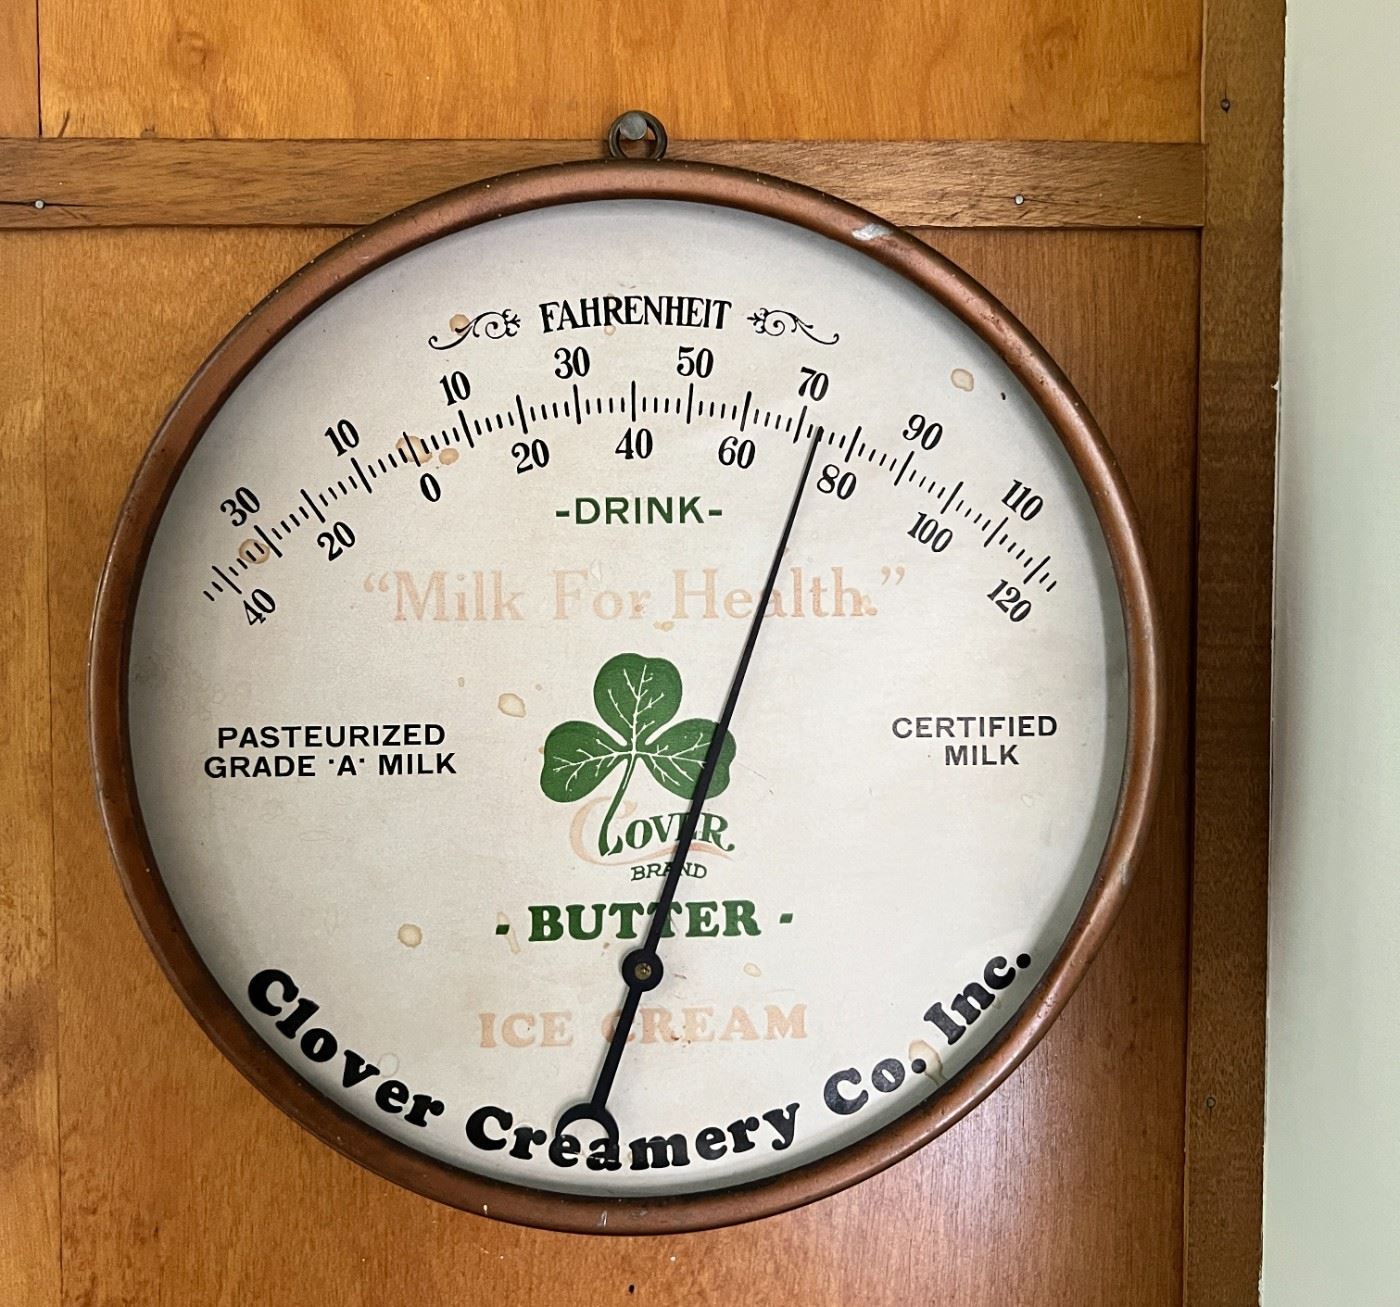 FAHRENHEIT
30 10 10 30 50 70 90 110
40 20 0 20 40 60 80 100 120
-DRINK-
“Milk For Health.”
PASTEURIZED
GRADE 'A' MILK
CERTIFIED
MILK
Clover
BRAND
- BUTTER -
ICE CREAM
Clover Creamery Co. Inc.